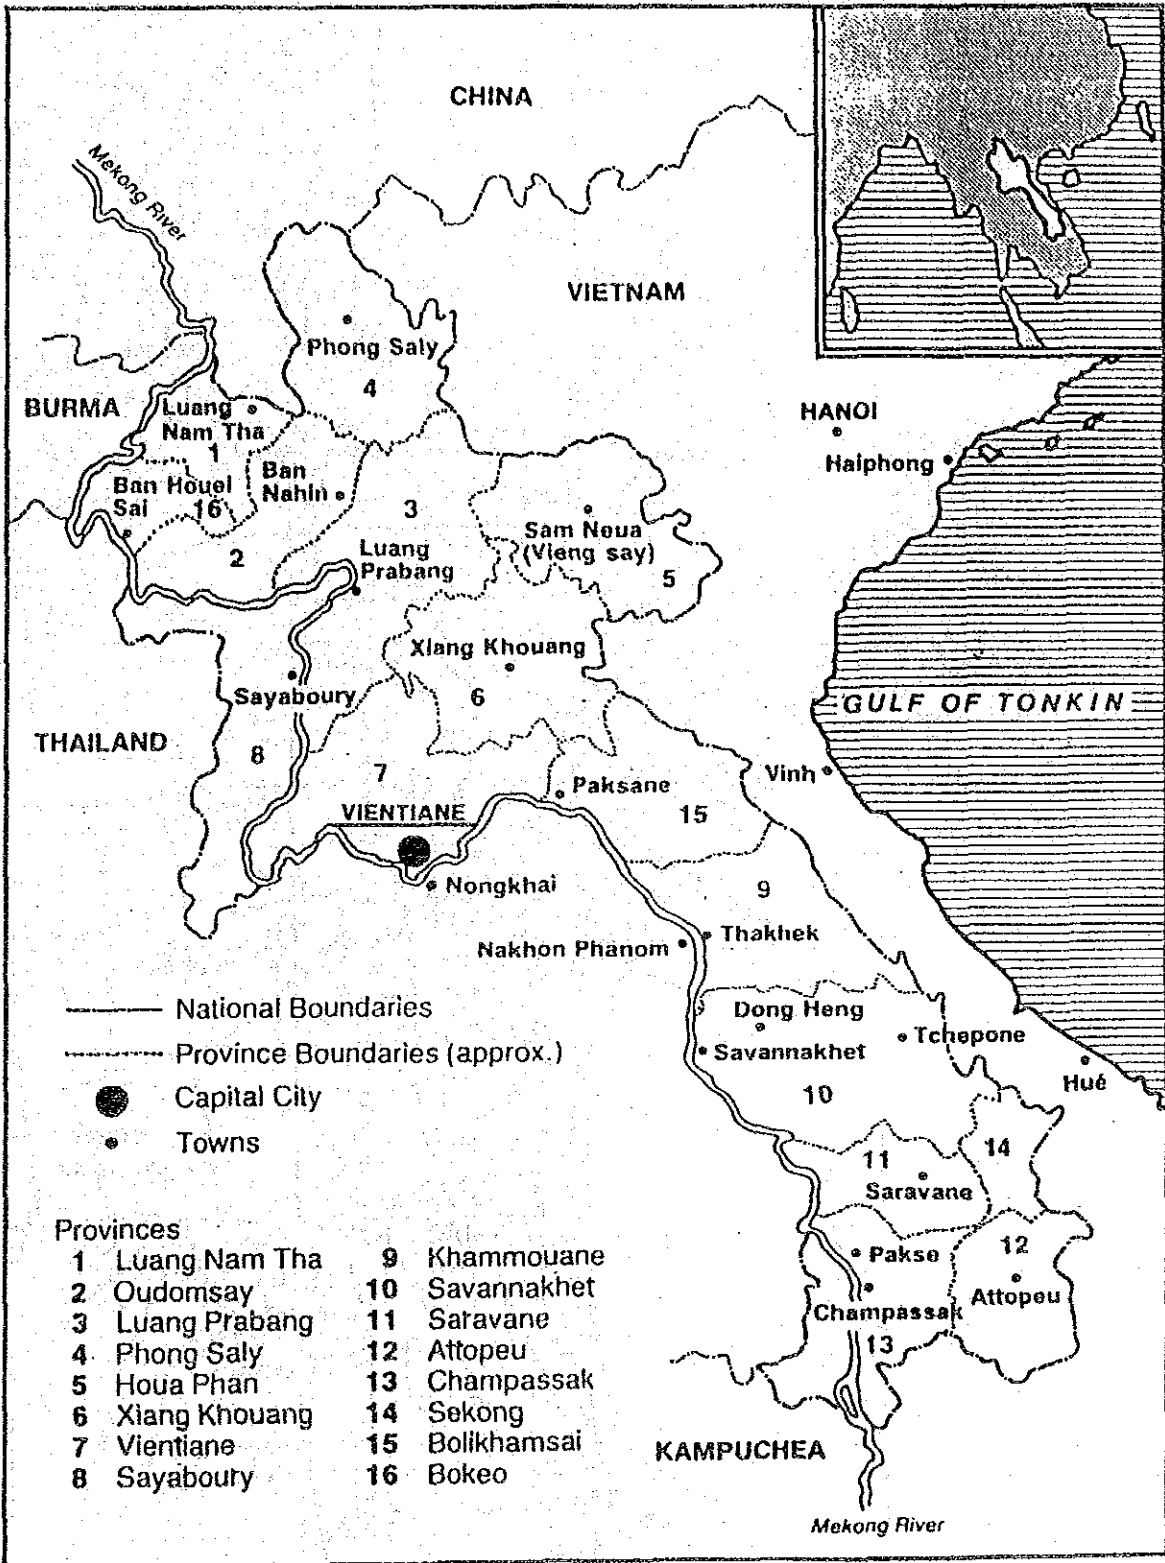 CHINA
Mekong River
VIETNAM
Phong Saly
4
BURMA
Luang
Nam Tha
1
HANOI
Haiphong
Ban Houei
Sai
16
Ban
Nahin
3
2
Sam Neua
(Vieng say)
5
Luang
Prabang
Xiang Khouang
6
Sayaboury
GULF OF TONKIN
THAILAND
8
7
Vinh
Paksane
15
VIENTIANE
Nongkhai
9
Thakhek
Nakhon Phanom
Dong Heng
Tchepone
Savannakhet
Hué
10
14
11
Saravane
12
Pakse
Attopeu
Champassak
13
KAMPUCHEA
Mekong River
National Boundaries
Province Boundaries (approx.)
Capital City
Towns
Provinces
1 Luang Nam Tha
2 Oudomsay
3 Luang Prabang
4 Phong Saly
5 Houa Phan
6 Xiang Khouang
7 Vientiane
8 Sayaboury
9 Khammouane
10 Savannakhet
11 Saravane
12 Attopeu
13 Champassak
14 Sekong
15 Bolikhamsai
16 Bokeo